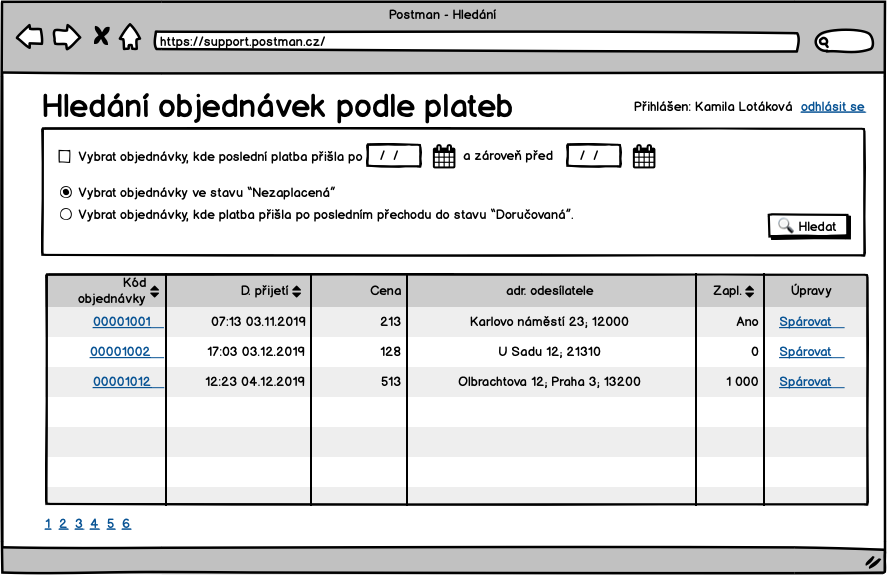 Postman - Hledání
https://support.postman.cz/
Hledání objednávek podle plateb
Přihlášen: Kamila Lotáková odhlásit se
Vybrat objednávky, kde poslední platba přišla po / / a zároveň před / /
Vybrat objednávky ve stavu "Nezaplacená"
Vybrat objednávky, kde platba přišla po posledním přechodu do stavu "Doručovaná".
Hledat
Kód objednávky D. přijetí Cena adr. odesílatele Zapl. Úpravy
00001001 07:13 03.11.2019 213 Karlovo náměstí 23, 12000 Ano Spárovat
00001002 17:03 03.12.2019 128 U Sadu 12, 21310 0 Spárovat
00001012 12:23 04.12.2019 513 Olbrachtova 12, Praha 3, 13200 1 000 Spárovat
1 2 3 4 5 6